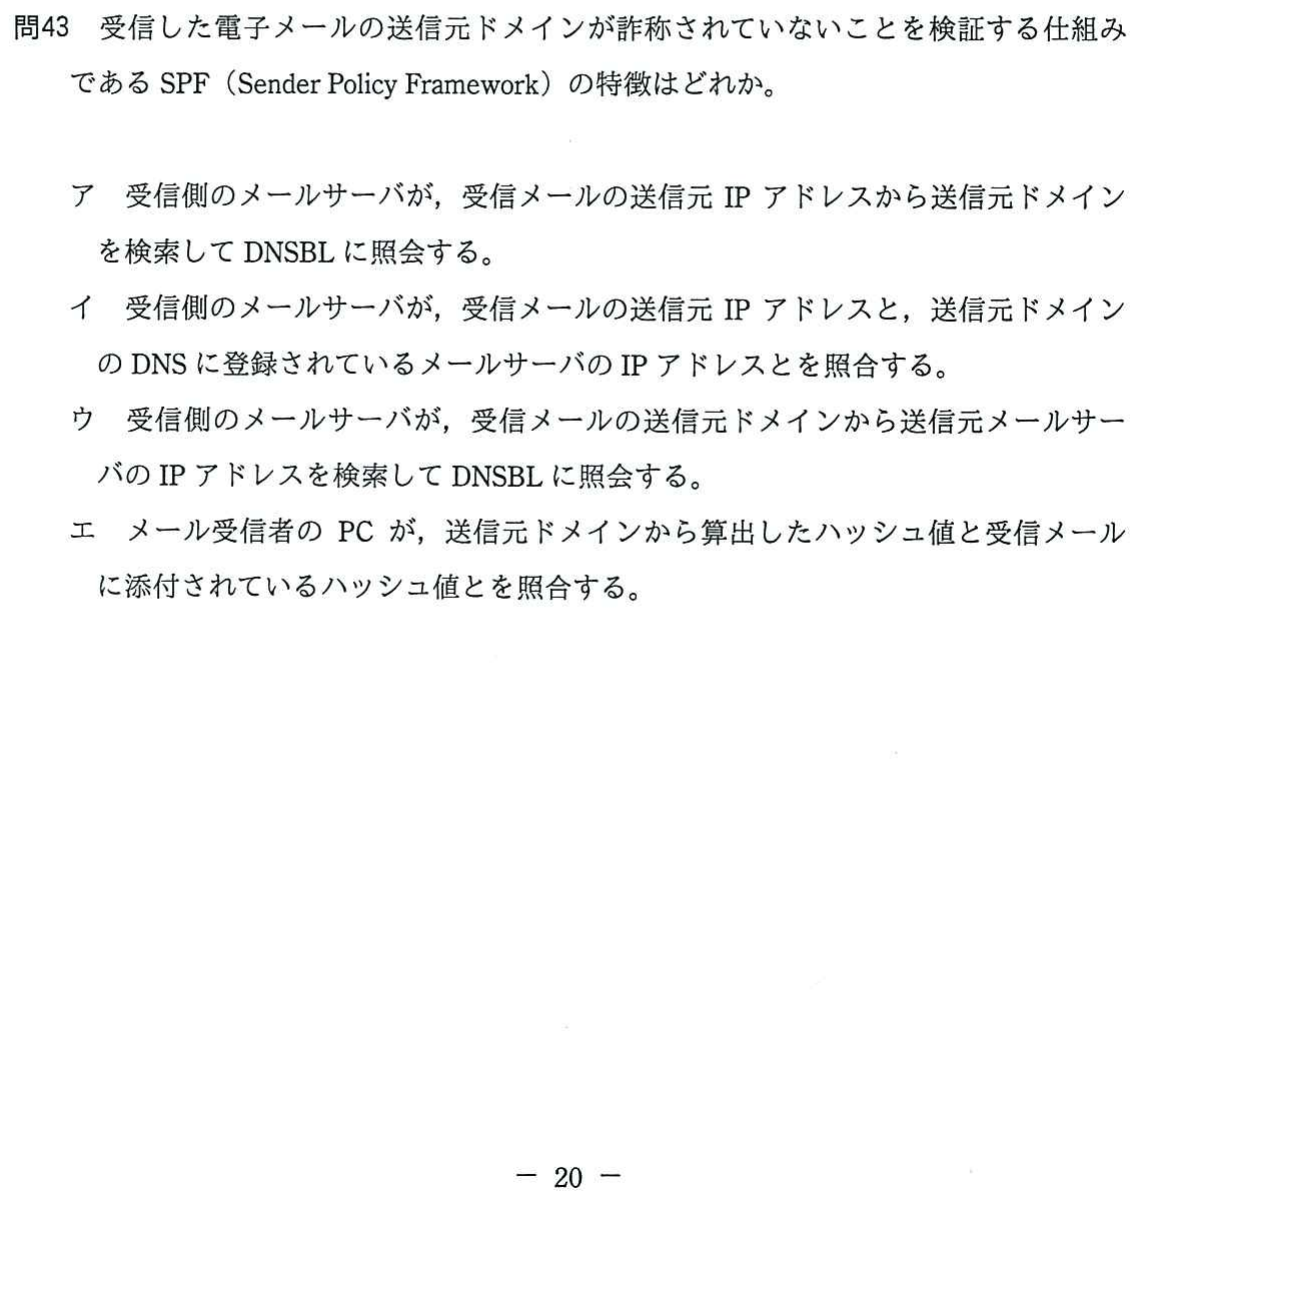 問43　受信した電子メールの送信元ドメインが詐称されていないことを検証する仕組み
である SPF（Sender Policy Framework）の特徴はどれか。
ア　受信側のメールサーバが，受信メールの送信元 IP アドレスから送信元ドメイン
を検索して DNSBL に照会する。
イ　受信側のメールサーバが，受信メールの送信元 IP アドレスと，送信元ドメイン
の DNS に登録されているメールサーバの IP アドレスとを照合する。
ウ　受信側のメールサーバが，受信メールの送信元ドメインから送信元メールサー
バの IP アドレスを検索して DNSBL に照会する。
エ　メール受信者の PC が，送信元ドメインから算出したハッシュ値と受信メール
に添付されているハッシュ値とを照合する。
－ 20 －